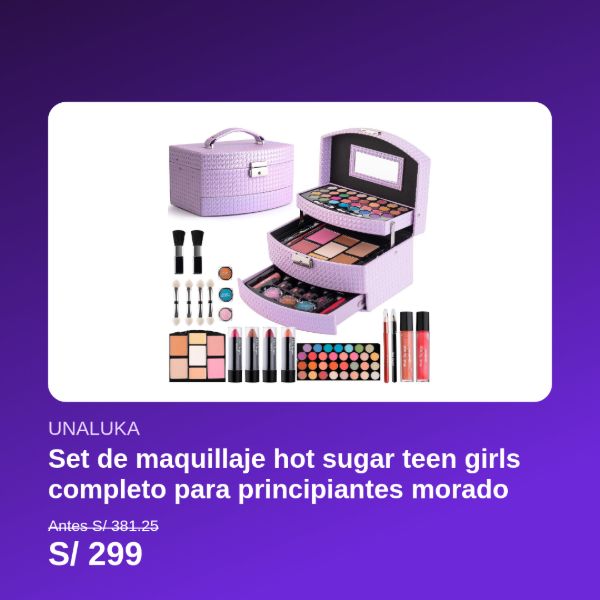 UNALUKA
Set de maquillaje hot sugar teen girls
completo para principiantes morado
Antes S/ 381.25
S/ 299